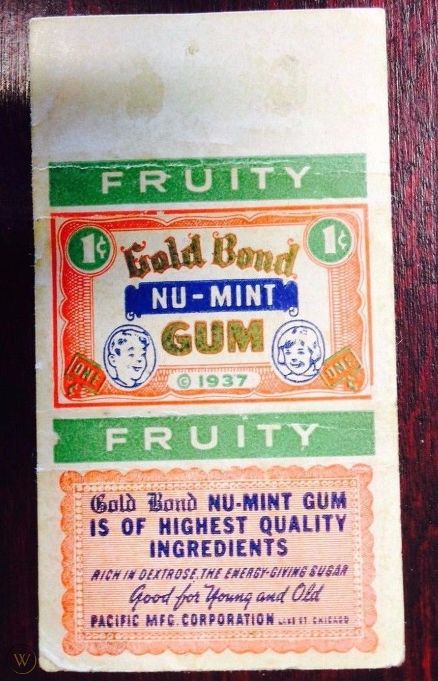 FRUITY
1¢ 1¢
Gold Bond
NU-MINT
GUM
ONE ¢ ONE ¢
© 1937
FRUITY
Gold Bond NU-MINT GUM
IS OF HIGHEST QUALITY
INGREDIENTS
RICH IN DEXTROSE, THE ENERGY-GIVING SUGAR
Good for Young and Old
PACIFIC MFG. CORPORATION LAKE ST. CHICAGO
W